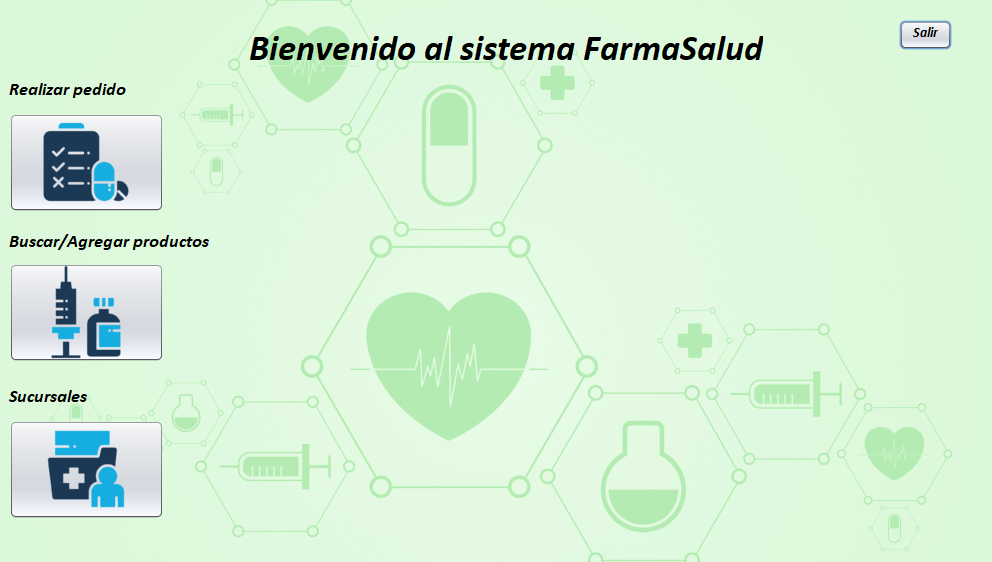 Bienvenido al sistema FarmaSalud
Salir
Realizar pedido
Buscar/Agregar productos
Sucursales